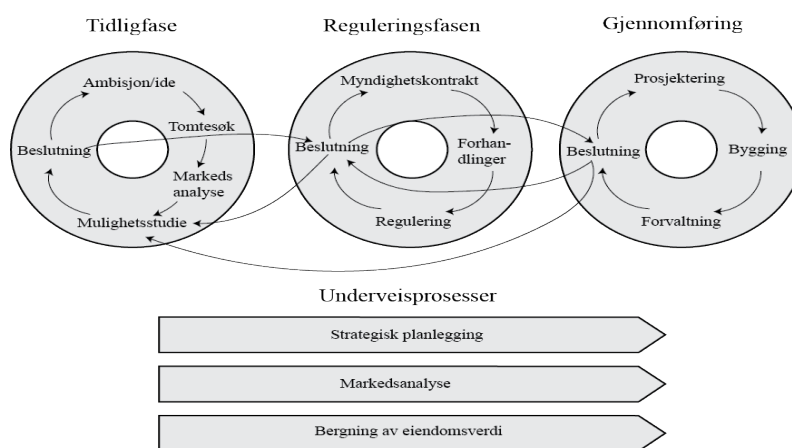 Tidligfase
Reguleringsfasen
Gjennomføring
Ambisjon/ide
Tomtesøk
Markeds
analyse
Mulighetsstudie
Beslutning
Myndighetskontrakt
Forhan-
dlinger
Regulering
Beslutning
Prosjektering
Bygging
Forvaltning
Beslutning
Underveisprosesser
Strategisk planlegging
Markedsanalyse
Bergning av eiendomsverdi